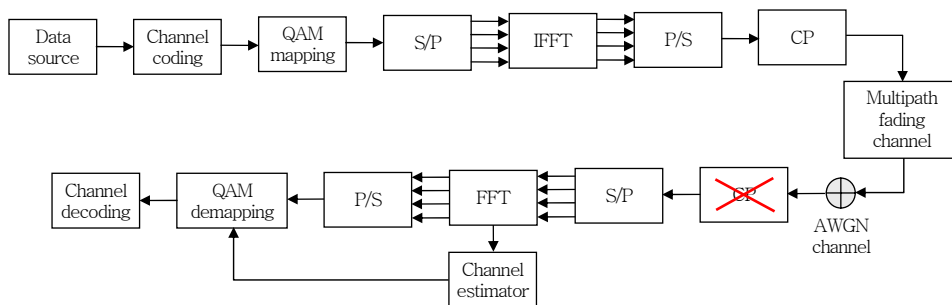 Data
source
Channel
coding
QAM
mapping
S/P
IFFT
P/S
CP
Multipath
fading
channel
Channel
decoding
QAM
demapping
P/S
FFT
S/P
CP
AWGN
channel
Channel
estimator